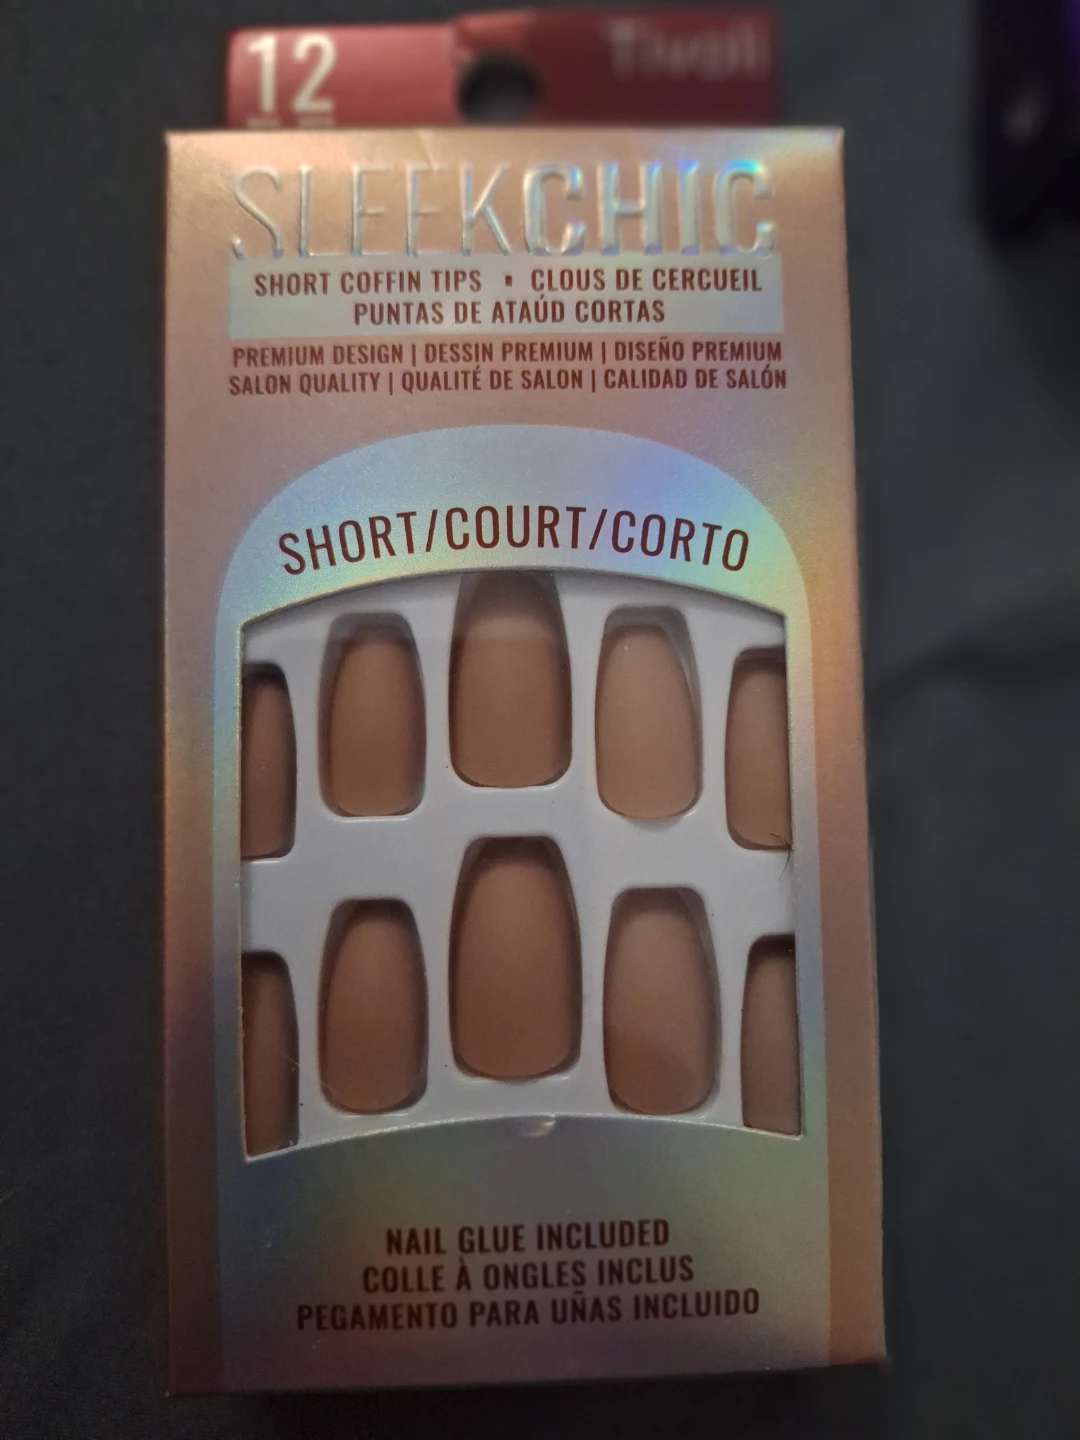 12
Tivoli
SLEEKCHIC
SHORT COFFIN TIPS ▪ CLOUS DE CERCUEIL
PUNTAS DE ATAÚD CORTAS
PREMIUM DESIGN | DESSIN PREMIUM | DISEÑO PREMIUM
SALON QUALITY | QUALITÉ DE SALON | CALIDAD DE SALÓN
SHORT/COURT/CORTO
NAIL GLUE INCLUDED
COLLE À ONGLES INCLUS
PEGAMENTO PARA UÑAS INCLUIDO